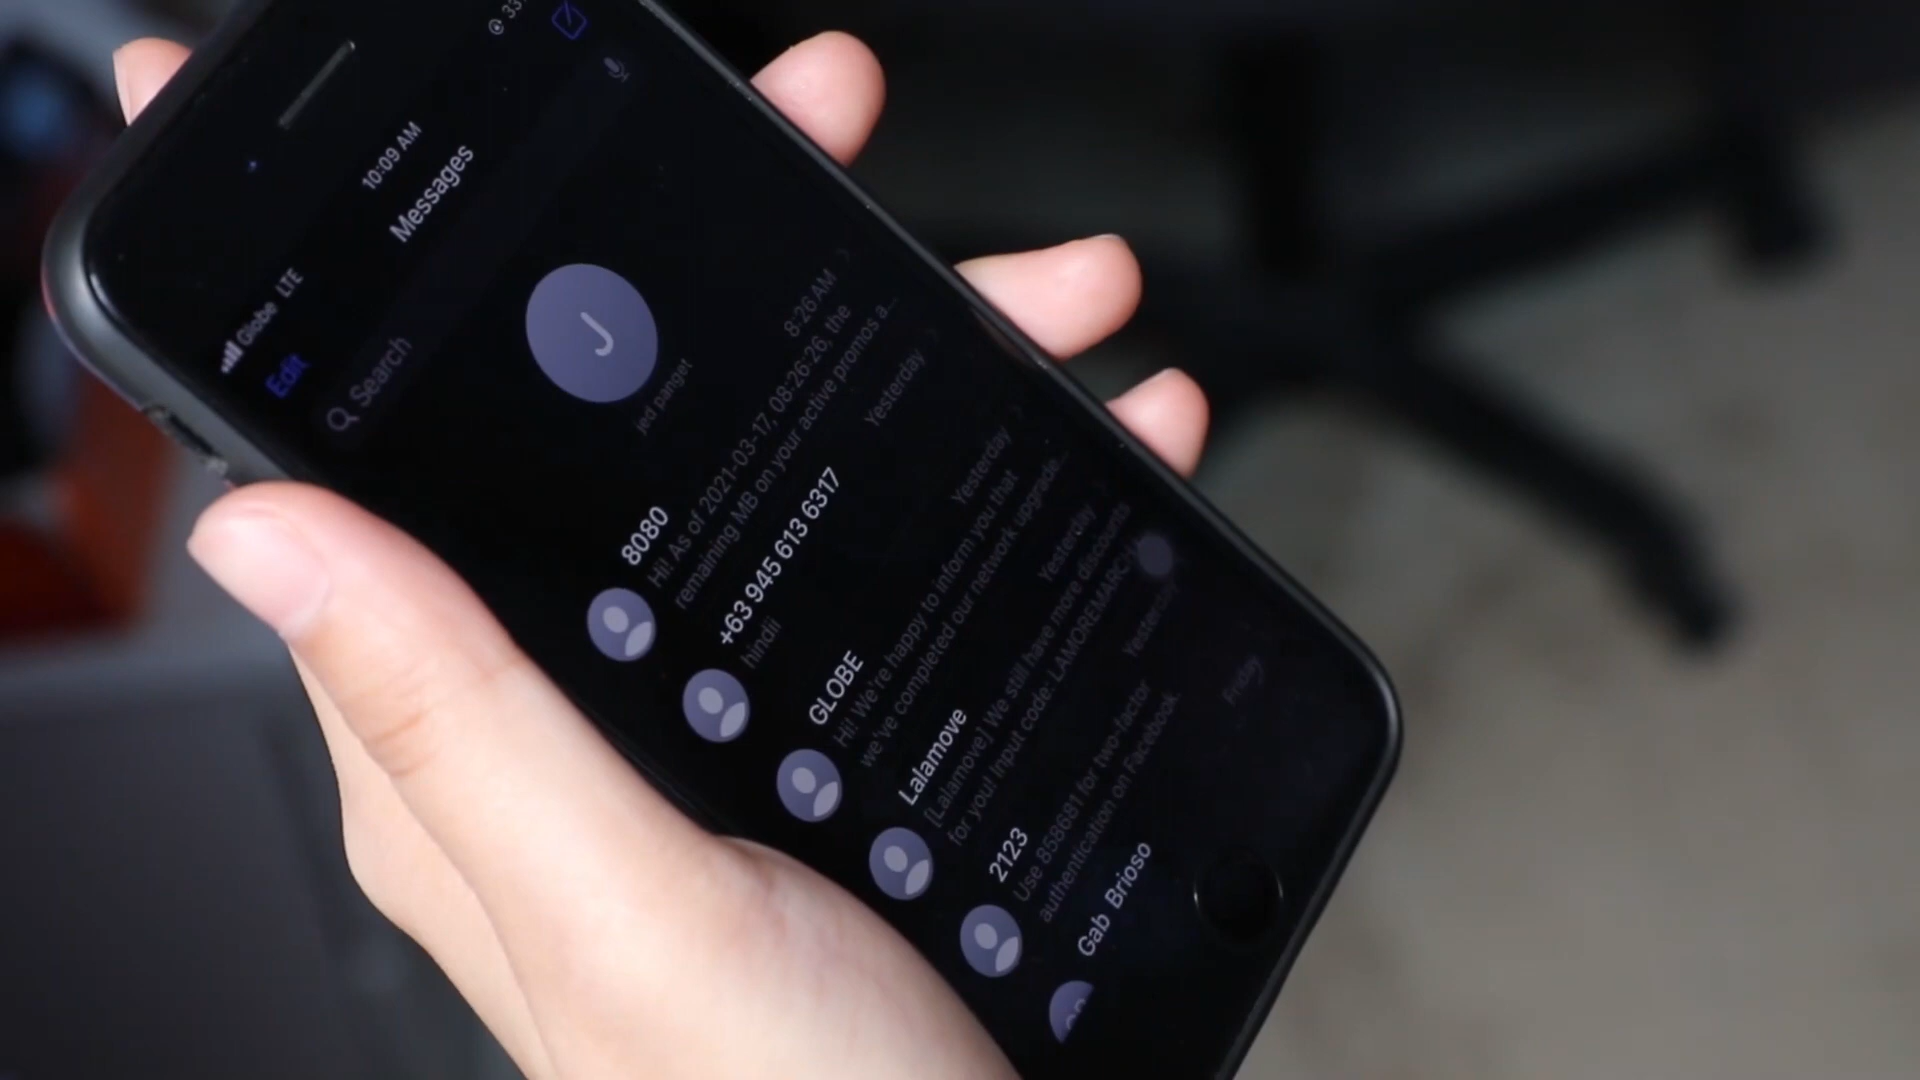 Globe LTE
10:09 AM
33
Edit
Messages
Search
J
jed panget
8080
8:26 AM
Hi! As of 2021-03-17, 08:26:26, the
remaining MB on your active promos a...
+63 945 613 6317
Yesterday
hindii
GLOBE
Yesterday
Hi! We're happy to inform you that
we've completed our network upgrade...
Lalamove
Yesterday
[Lalamove] We still have more discounts
for you! Input code: LAMOREMARCH
2123
Yesterday
Use 858681 for two-factor
authentication on Facebook.
Gab Brioso
Friday